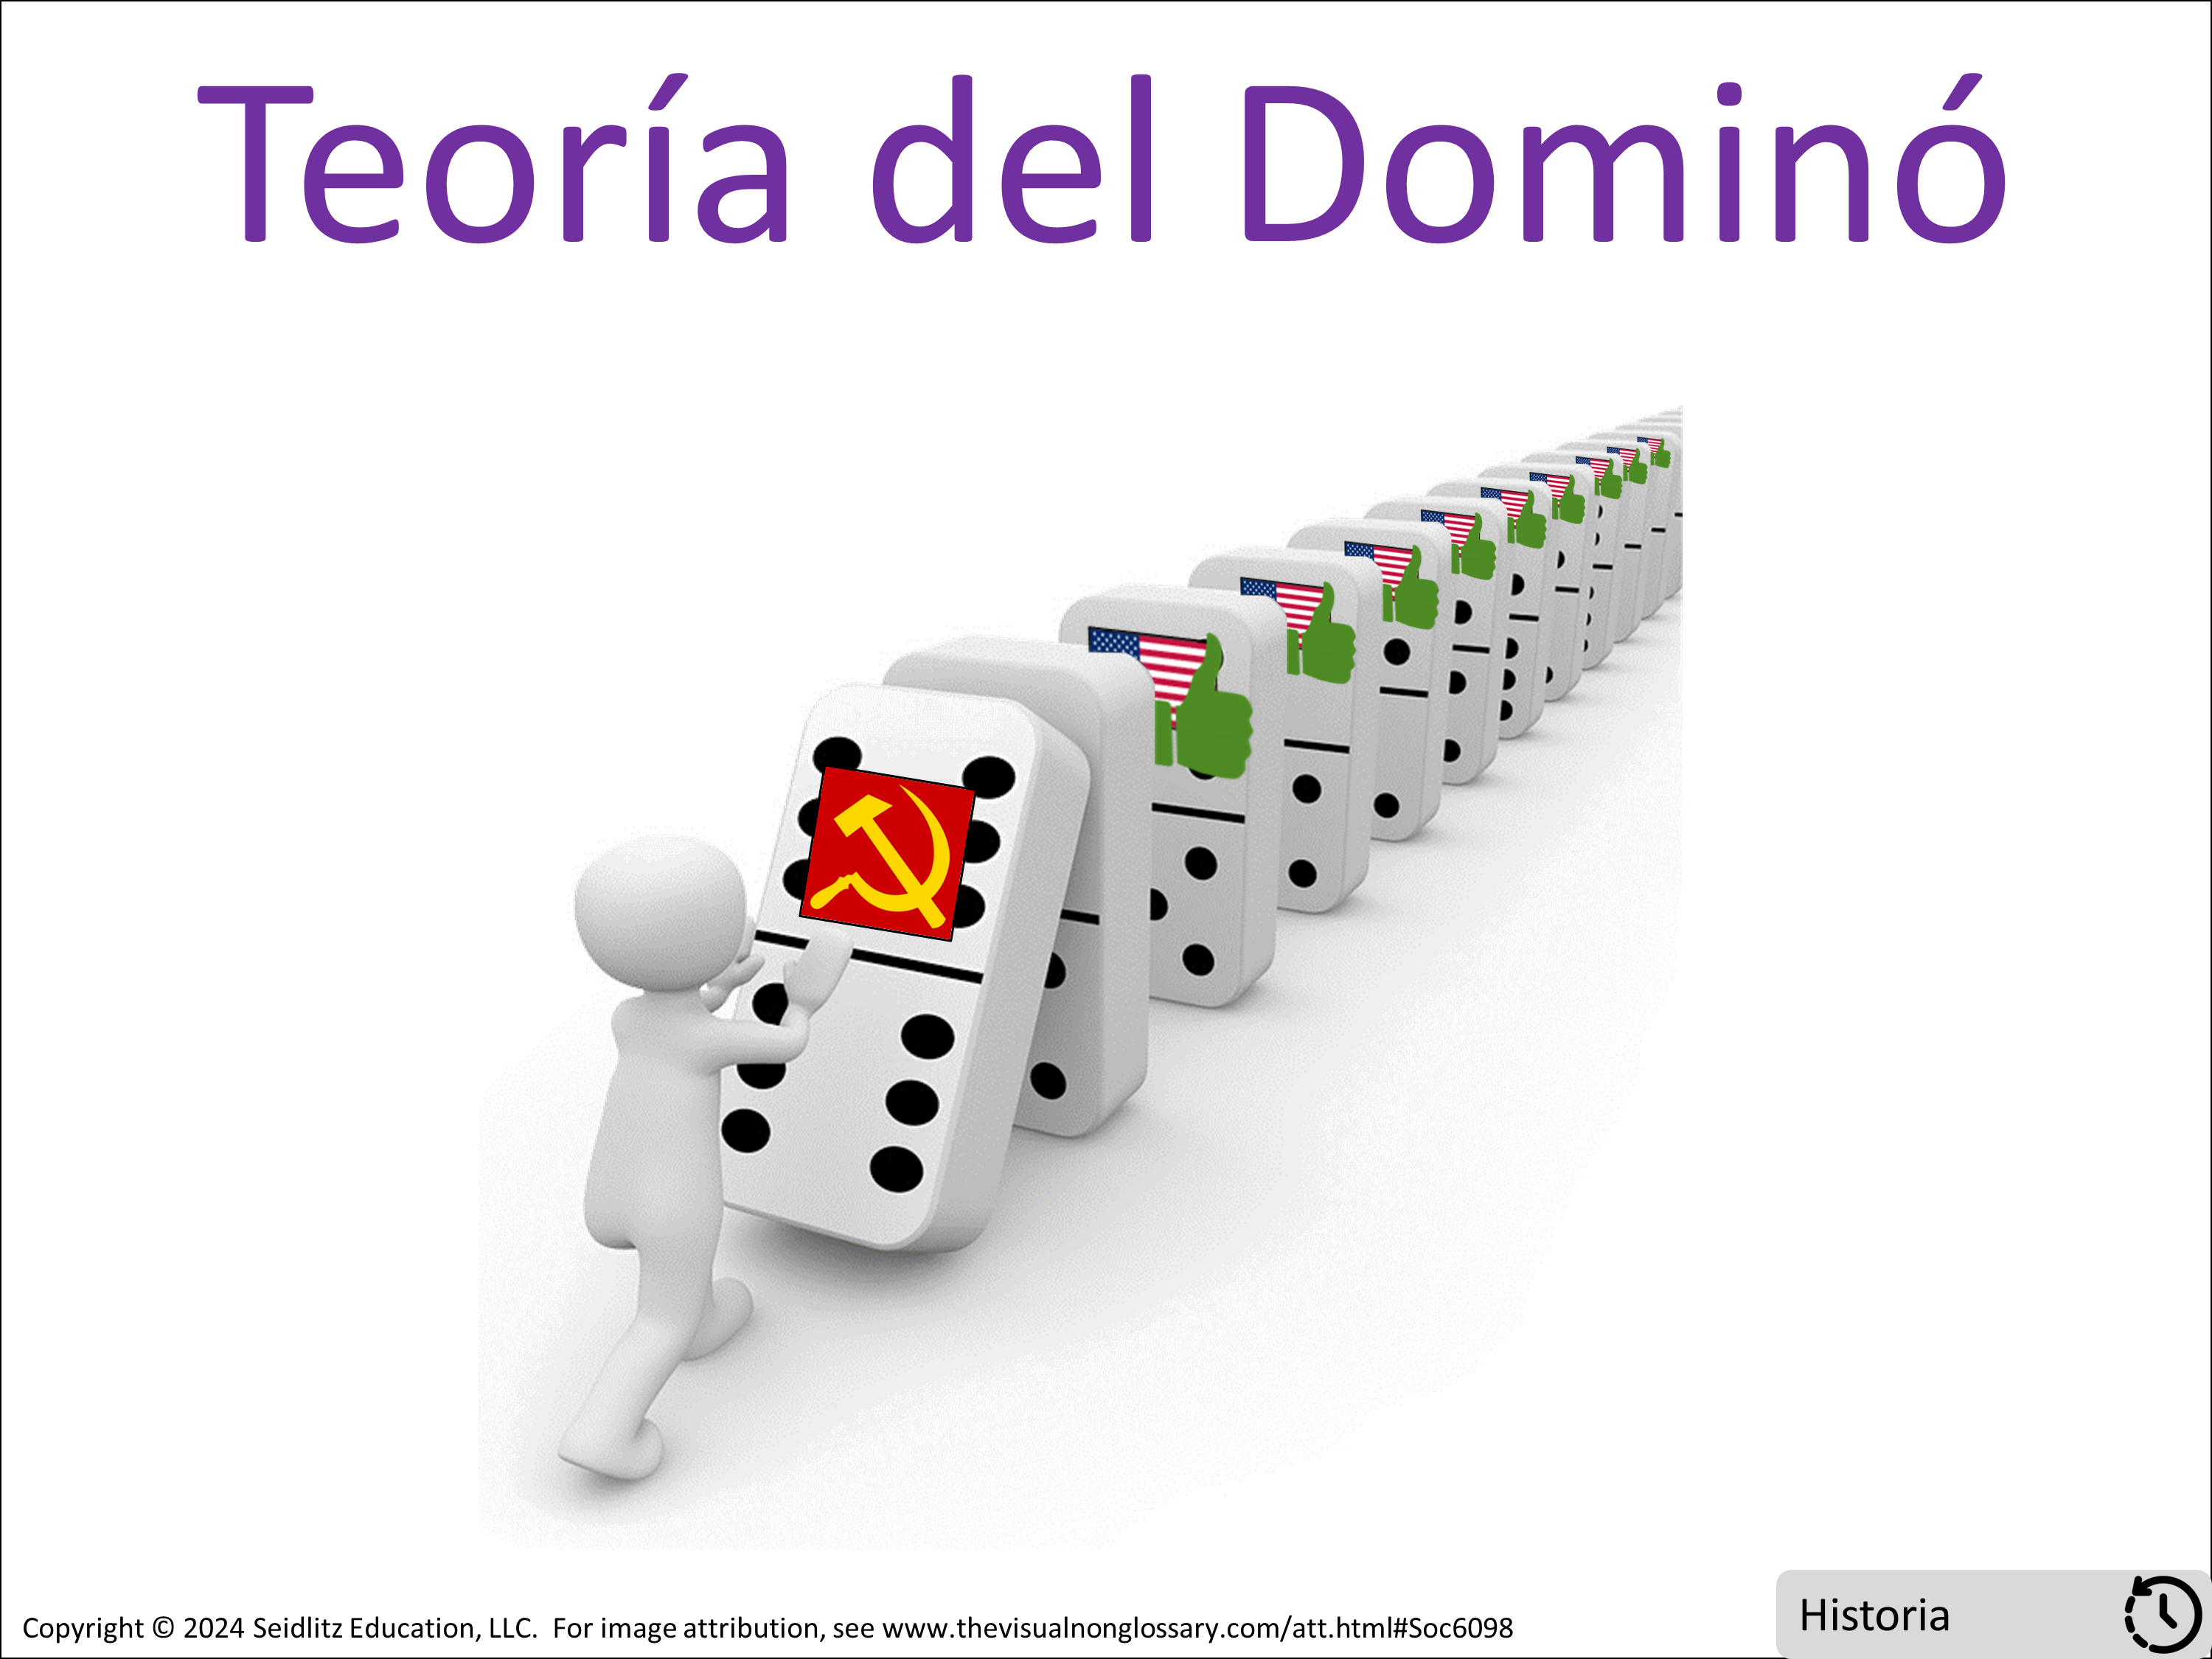 Teoría del Dominó
Copyright © 2024 Seidlitz Education, LLC.  For image attribution, see www.thevisualnonglossary.com/att.html#Soc6098
Historia